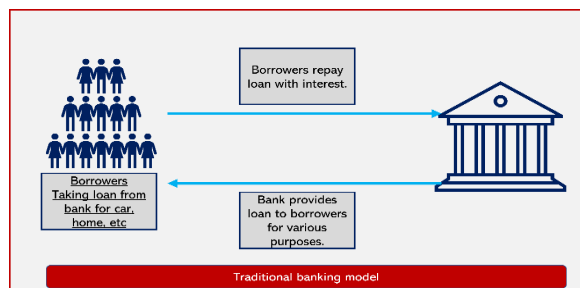 Borrowers repay
loan with interest.
Borrowers
Taking loan from
bank for car,
home, etc
Bank provides
loan to borrowers
for various
purposes.
Traditional banking model